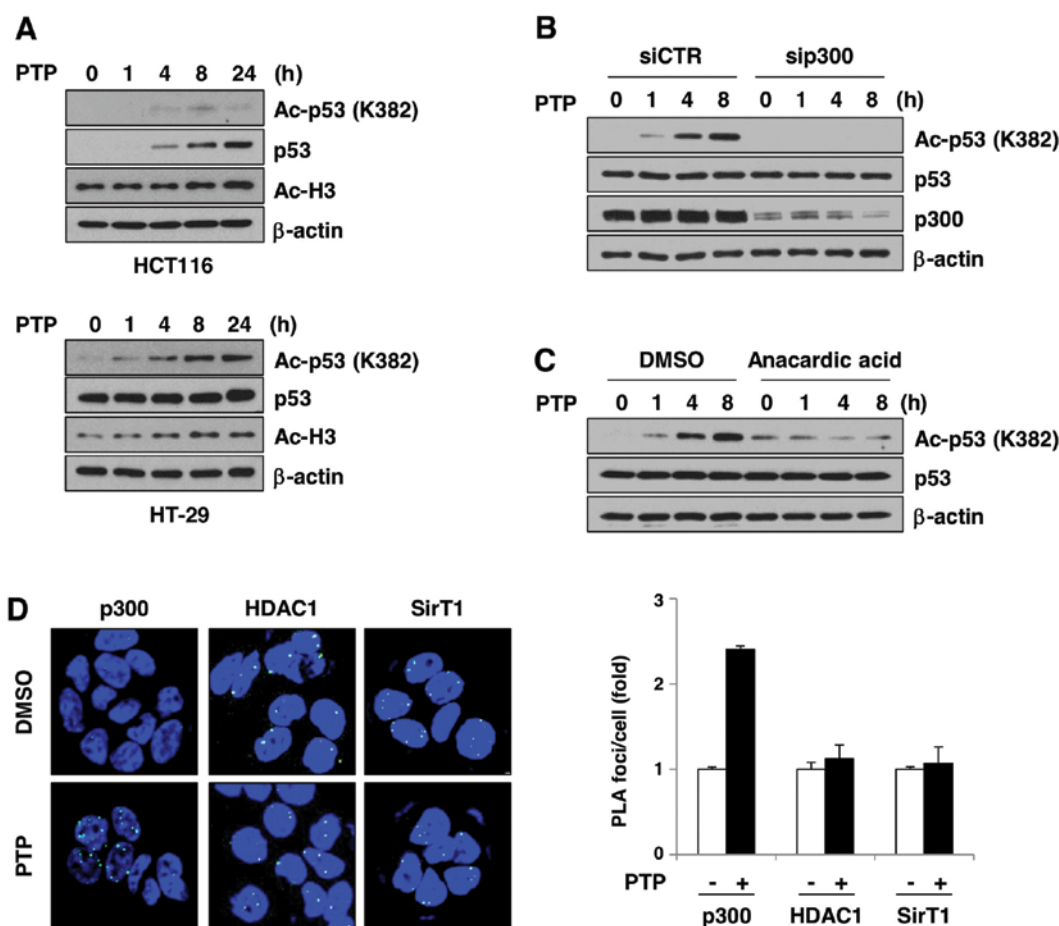 A
PTP 0 1 4 8 24 (h)
Ac-p53 (K382)
p53
Ac-H3
β-actin
HCT116
PTP 0 1 4 8 24 (h)
Ac-p53 (K382)
p53
Ac-H3
β-actin
HT-29
B
siCTR sip300
PTP 0 1 4 8 0 1 4 8 (h)
Ac-p53 (K382)
p53
p300
β-actin
C
DMSO Anacardic acid
PTP 0 1 4 8 0 1 4 8 (h)
Ac-p53 (K382)
p53
β-actin
D
p300 HDAC1 SirT1
DMSO
PTP
PLA foci/cell (fold)
3
2
1
0
PTP - + - + - +
p300 HDAC1 SirT1